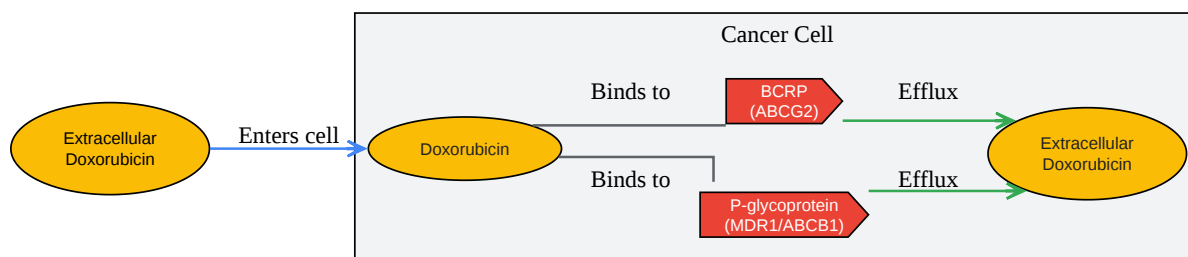 Cancer Cell
Binds to
BCRP
(ABCG2)
Efflux
Extracellular
Doxorubicin
Enters cell
Doxorubicin
Extracellular
Doxorubicin
Binds to
P-glycoprotein
(MDR1/ABCB1)
Efflux